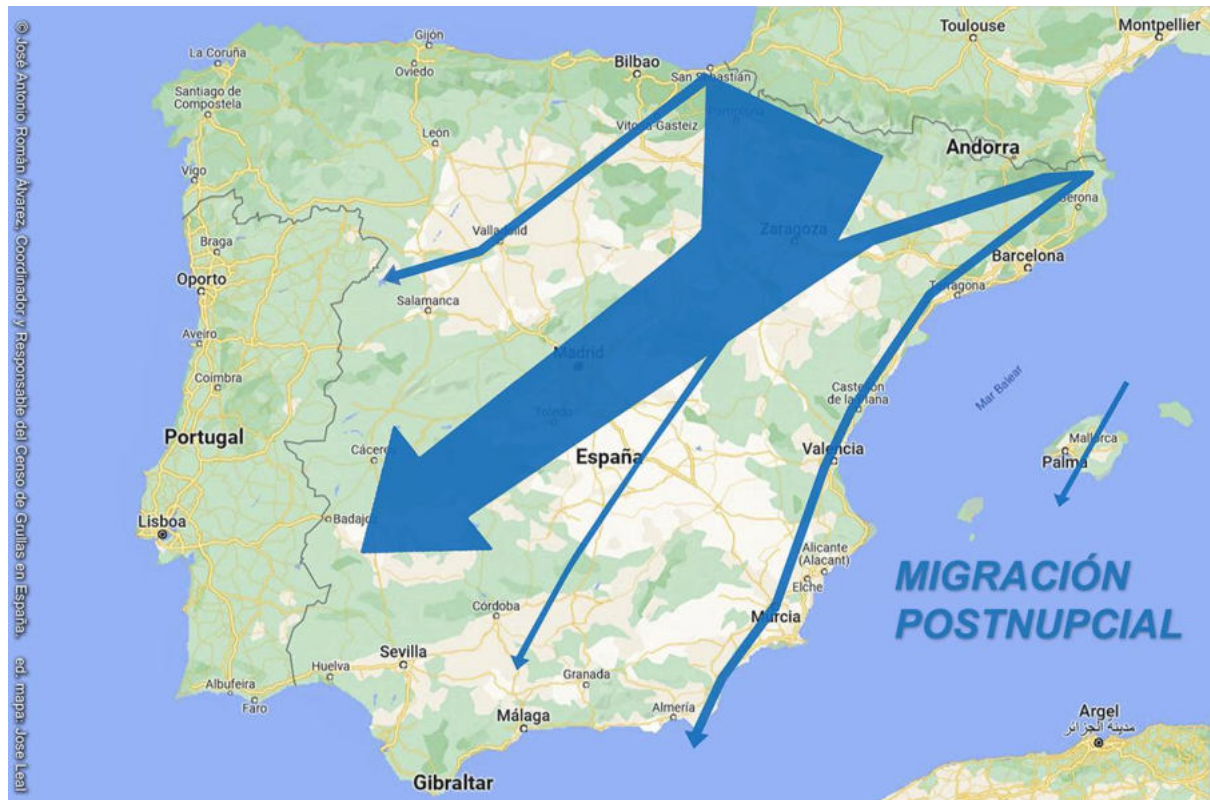 © José Antonio Román Álvarez, Coordinador y Responsable del Censo de Grullas en España. ed. mapa: Jose Leal
Toulouse
Montpellier
Gijón
La Coruña
Oviedo
Bilbao
San Sebastián
Santiago de
Compostela
Pamplona
Vitoria-Gasteiz
León
Andorra
Vigo
Gerona
Braga
Valladolid
Zaragoza
Barcelona
Oporto
Tarragona
Salamanca
Aveiro
Madrid
Coimbra
Mar Balear
Castellón
de la Plana
Toledo
Portugal
Mallorca
Cáceres
España
Valencia
Palma
Lisboa
Badajoz
Alicante
(Alacant)
Elche
MIGRACIÓN
POSTNUPCIAL
Córdoba
Murcia
Sevilla
Huelva
Granada
Albufeira
Faro
Almería
Málaga
Argel
مدينة الجزائر
Gibraltar